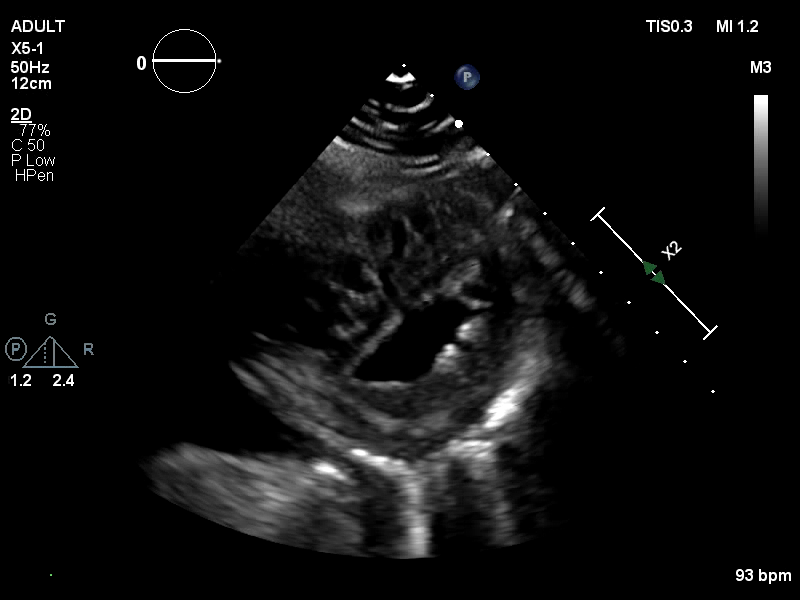 ADULT
X5-1
50Hz
12cm
2D
77%
C 50
P Low
HPen
0
P
TIS0.3 MI 1.2
M3
X2
G
P R
1.2 2.4
93 bpm